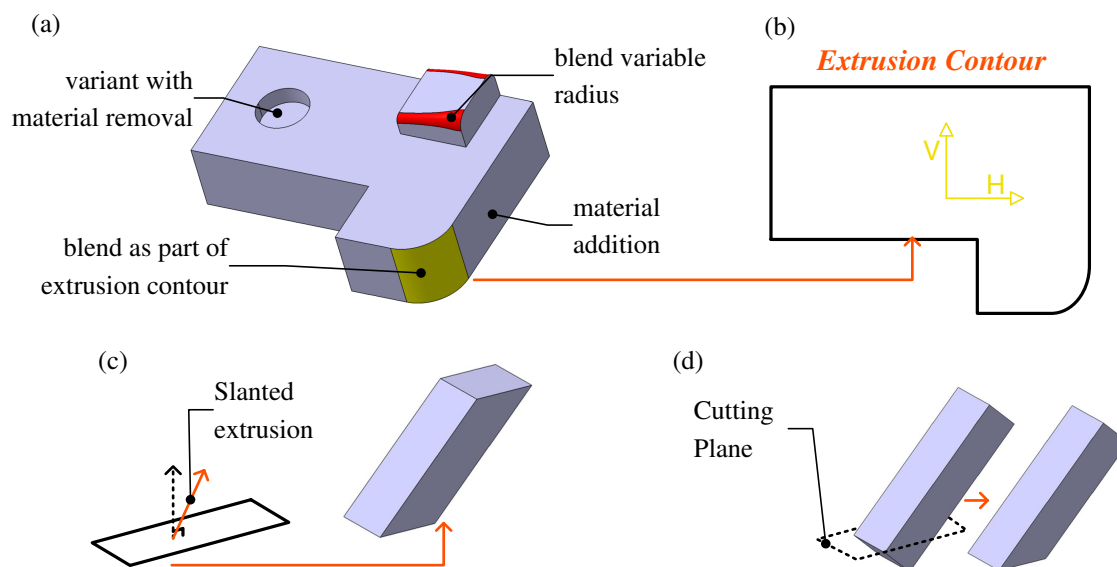 (a)
variant with
material removal
blend variable
radius
material
addition
blend as part of
extrusion contour
(b)
Extrusion Contour
V
H
(c)
Slanted
extrusion
(d)
Cutting
Plane